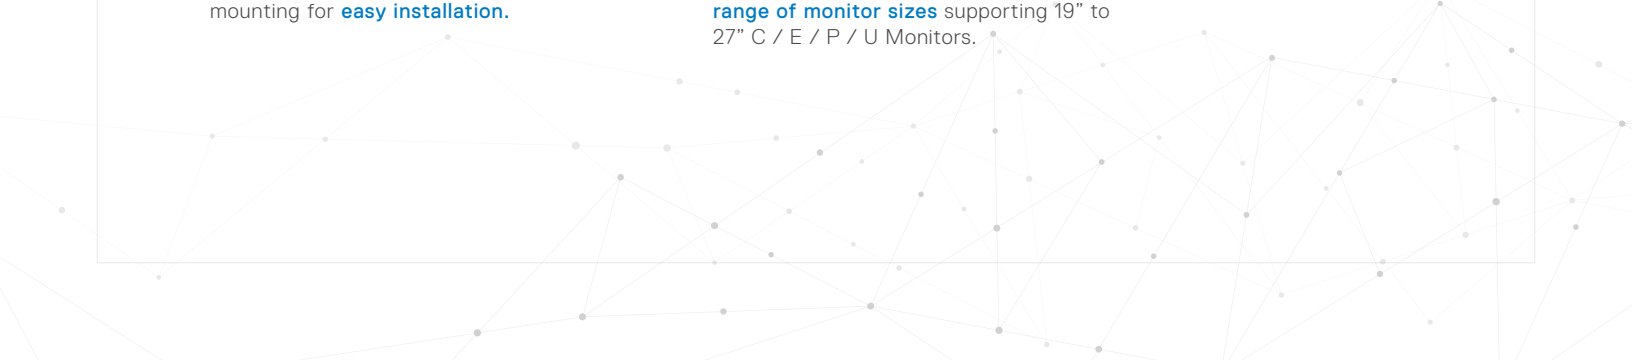 mounting for easy installation.
range of monitor sizes supporting 19” to
27” C / E / P / U Monitors.